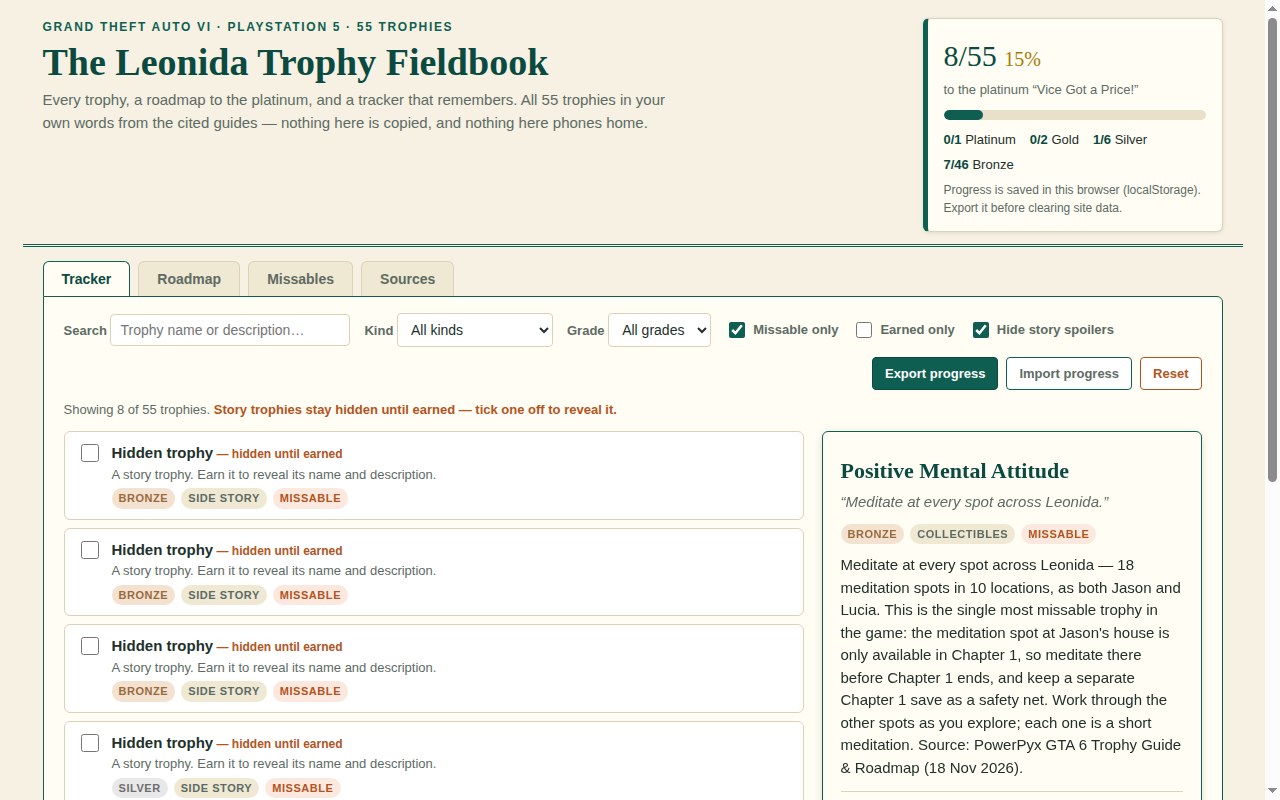 GRAND THEFT AUTO VI · PLAYSTATION 5 · 55 TROPHIES
The Leonida Trophy Fieldbook
Every trophy, a roadmap to the platinum, and a tracker that remembers. All 55 trophies in your
own words from the cited guides — nothing here is copied, and nothing here phones home.
8/55 15%
to the platinum “Vice Got a Price!”
0/1 Platinum 0/2 Gold 1/6 Silver
7/46 Bronze
Progress is saved in this browser (localStorage).
Export it before clearing site data.
Tracker Roadmap Missables Sources
Search Trophy name or description… Kind All kinds Grade All grades Missable only Earned only Hide story spoilers
Export progress Import progress Reset
Showing 8 of 55 trophies. Story trophies stay hidden until earned — tick one off to reveal it.
Hidden trophy — hidden until earned
A story trophy. Earn it to reveal its name and description.
BRONZE SIDE STORY MISSABLE
Hidden trophy — hidden until earned
A story trophy. Earn it to reveal its name and description.
BRONZE SIDE STORY MISSABLE
Hidden trophy — hidden until earned
A story trophy. Earn it to reveal its name and description.
BRONZE SIDE STORY MISSABLE
Hidden trophy — hidden until earned
A story trophy. Earn it to reveal its name and description.
SILVER SIDE STORY MISSABLE
Positive Mental Attitude
“Meditate at every spot across Leonida.”
BRONZE COLLECTIBLES MISSABLE
Meditate at every spot across Leonida — 18
meditation spots in 10 locations, as both Jason and
Lucia. This is the single most missable trophy in
the game: the meditation spot at Jason's house is
only available in Chapter 1, so meditate there
before Chapter 1 ends, and keep a separate
Chapter 1 save as a safety net. Work through the
other spots as you explore; each one is a short
meditation. Source: PowerPyx GTA 6 Trophy Guide
& Roadmap (18 Nov 2026).